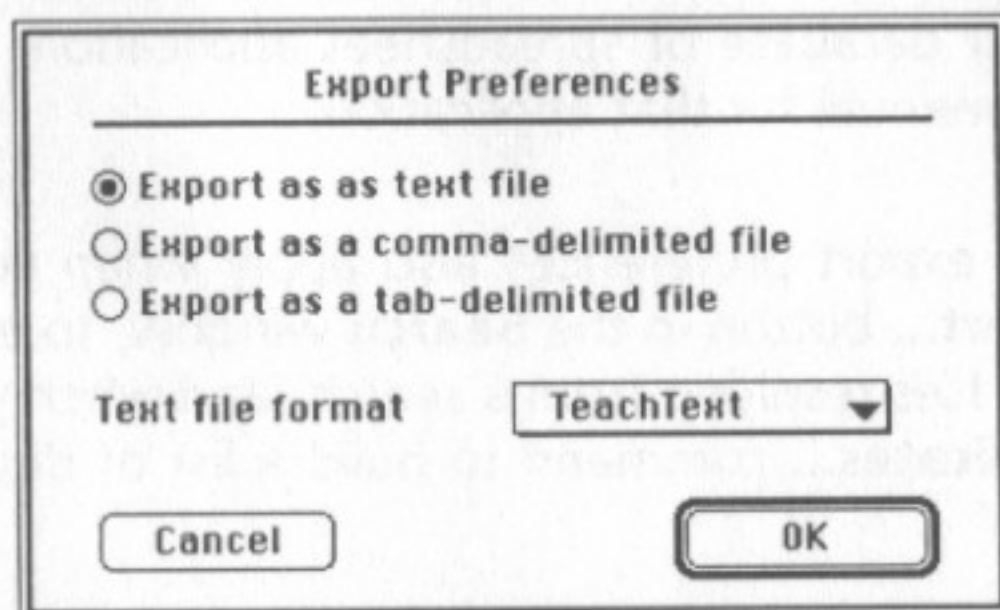 Export Preferences
Export as as text file
Export as a comma-delimited file
Export as a tab-delimited file
Text file format TeachText
Cancel OK